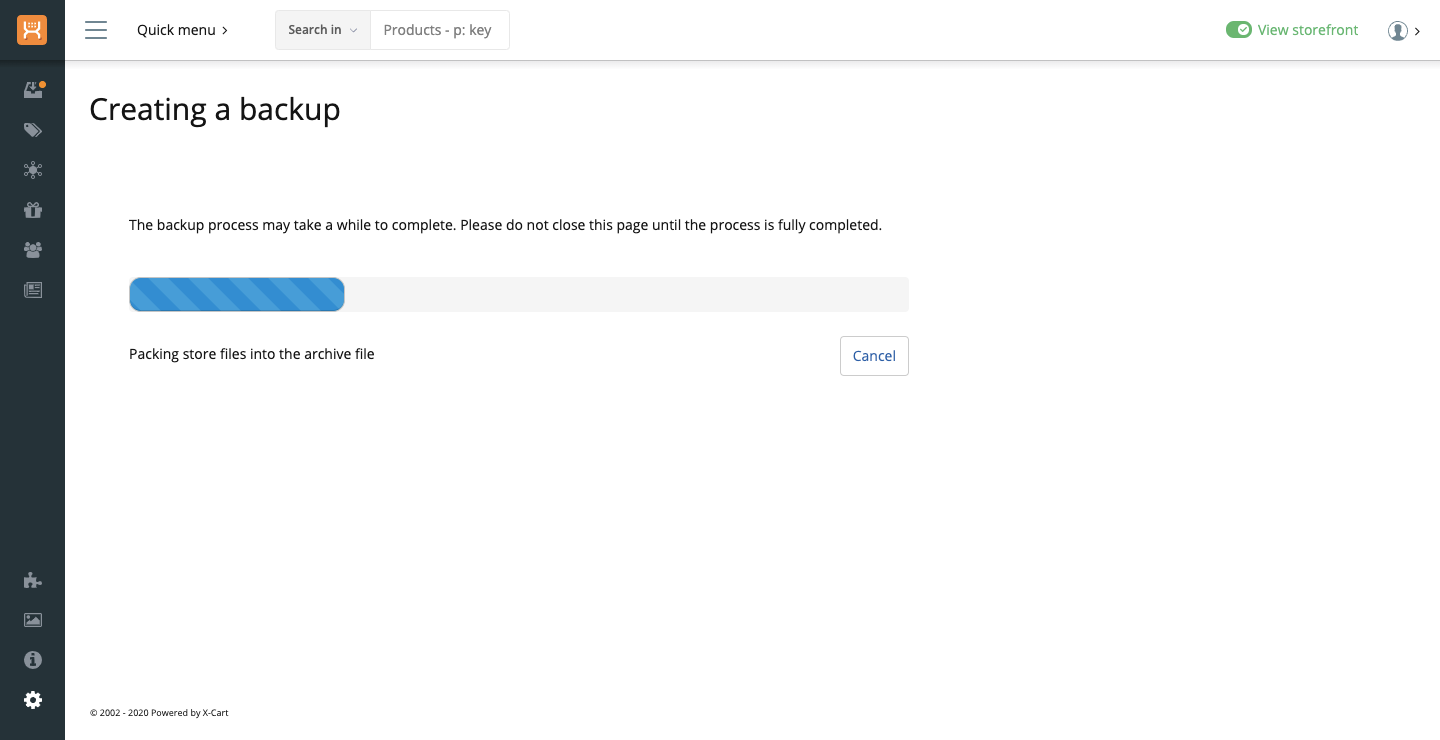 Quick menu
Search in
Products - p: key
View storefront
Creating a backup
The backup process may take a while to complete. Please do not close this page until the process is fully completed.
Packing store files into the archive file
Cancel
© 2002 - 2020 Powered by X-Cart